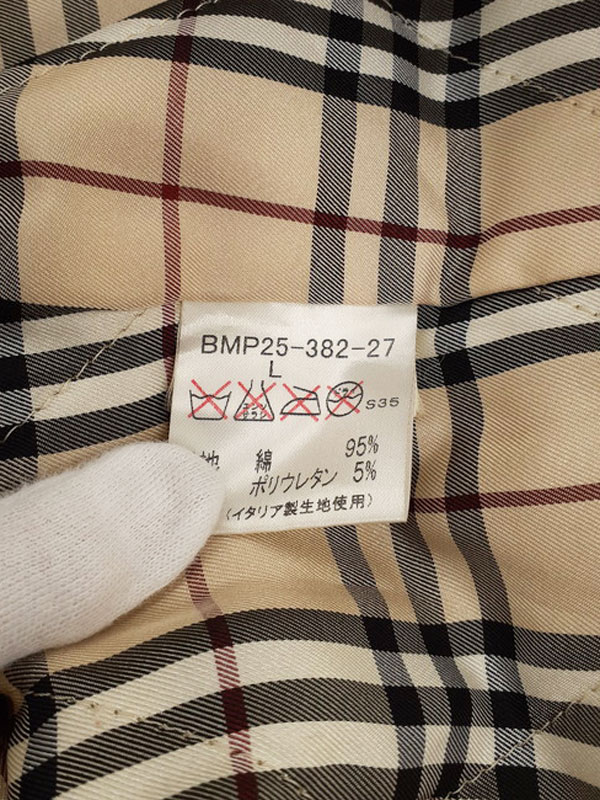 BMP25-382-27
L
S35
地 綿 95%
ポリウレタン 5%
(イタリア製生地使用)